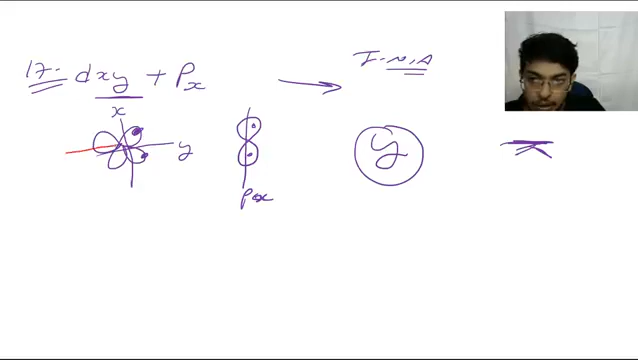 17. dxy + Px
I.N.A
x
y
y
Px